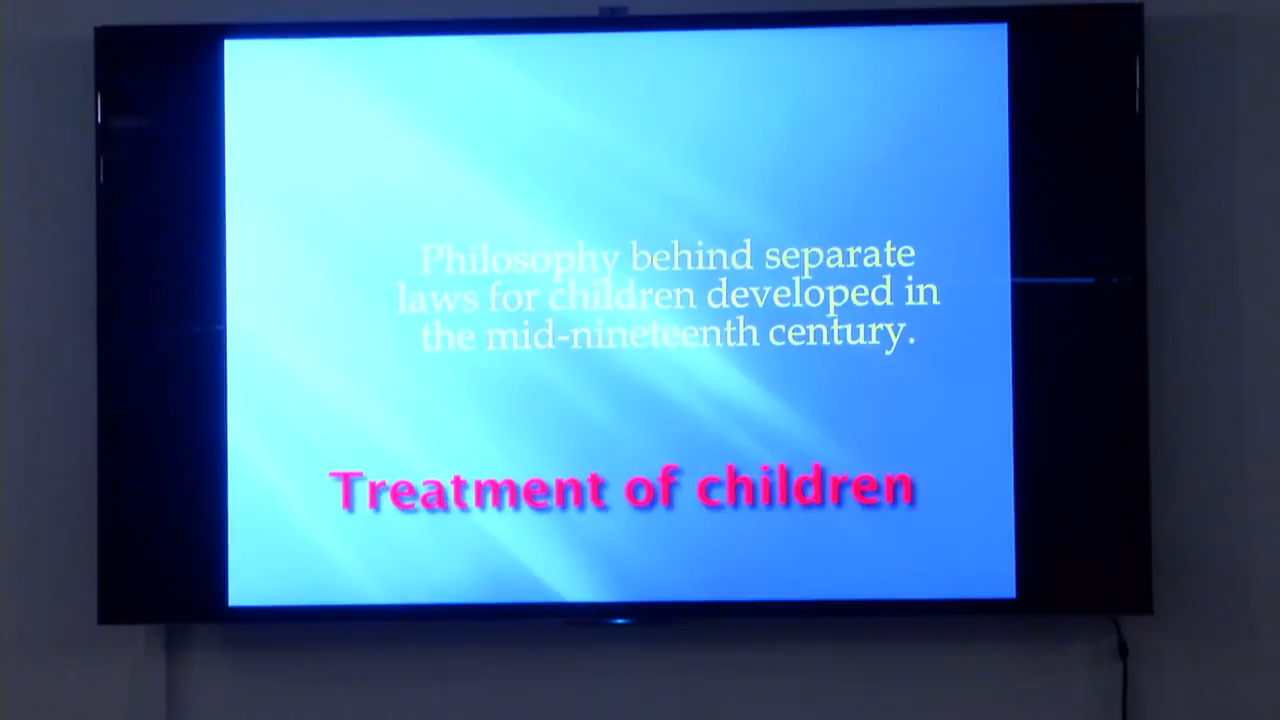 Philosophy behind separate
laws for children developed in
the mid-nineteenth century.
Treatment of children